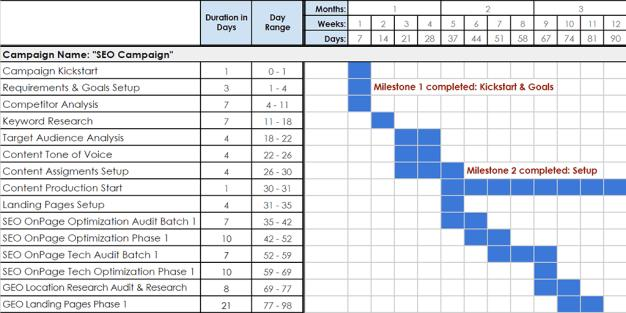 Months: 1 2 3
Duration in Days Day Range Weeks: 1 2 3 4 5 6 7 8 9 10 11 12
Days: 7 14 21 28 37 44 51 58 67 74 81 90
Campaign Name: "SEO Campaign"
Campaign Kickstart 1 0 - 1
Requirements & Goals Setup 3 1 - 4 Milestone 1 completed: Kickstart & Goals
Competitor Analysis 7 4 - 11
Keyword Research 7 11 - 18
Target Audience Analysis 4 18 - 22
Content Tone of Voice 4 22 - 26
Content Assigments Setup 4 26 - 30 Milestone 2 completed: Setup
Content Production Start 1 30 - 31
Landing Pages Setup 4 31 - 35
SEO OnPage Optimization Audit Batch 1 7 35 - 42
SEO OnPage Optimization Phase 1 10 42 - 52
SEO OnPage Tech Audit Batch 1 7 52 - 59
SEO OnPage Tech Optimization Phase 1 10 59 - 69
GEO Location Research Audit & Research 8 69 - 77
GEO Landing Pages Phase 1 21 77 - 98